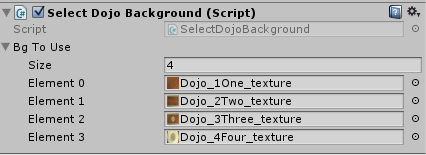 Select Dojo Background (Script)
Script SelectDojoBackground
Bg To Use
Size 4
Element 0 Dojo_1One_texture
Element 1 Dojo_2Two_texture
Element 2 Dojo_3Three_texture
Element 3 Dojo_4Four_texture